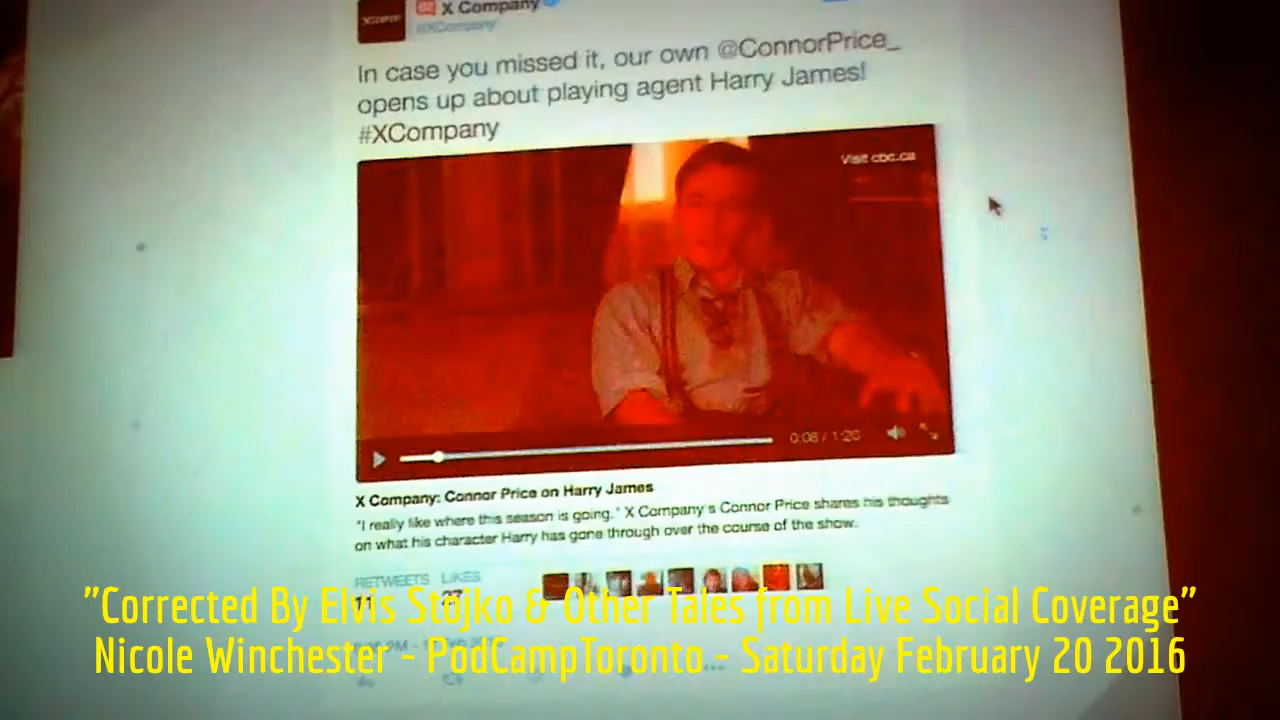 X Company
@XCompany
In case you missed it, our own @ConnorPrice_
opens up about playing agent Harry James!
#XCompany
Visit cbc.ca
0:08 / 1:20
X Company: Connor Price on Harry James
"I really like where this season is going." X Company's Connor Price shares his thoughts
on what his character Harry has gone through over the course of the show.
RETWEETS LIKES
11 27
"Corrected By Elvis Stojko & Other Tales from Live Social Coverage"
Nicole Winchester - PodCampToronto - Saturday February 20 2016